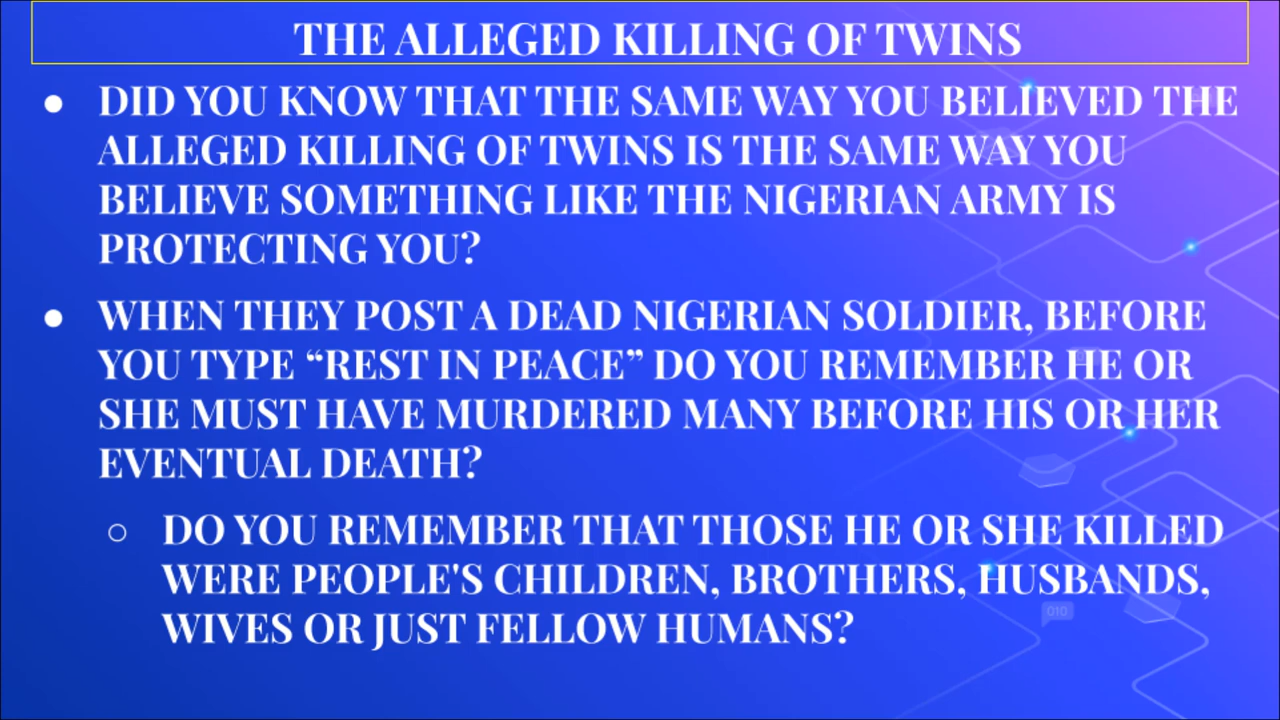 THE ALLEGED KILLING OF TWINS
● DID YOU KNOW THAT THE SAME WAY YOU BELIEVED THE
ALLEGED KILLING OF TWINS IS THE SAME WAY YOU
BELIEVE SOMETHING LIKE THE NIGERIAN ARMY IS
PROTECTING YOU?
● WHEN THEY POST A DEAD NIGERIAN SOLDIER, BEFORE
YOU TYPE “REST IN PEACE” DO YOU REMEMBER HE OR
SHE MUST HAVE MURDERED MANY BEFORE HIS OR HER
EVENTUAL DEATH?
○ DO YOU REMEMBER THAT THOSE HE OR SHE KILLED
WERE PEOPLE'S CHILDREN, BROTHERS, HUSBANDS,
WIVES OR JUST FELLOW HUMANS?
010